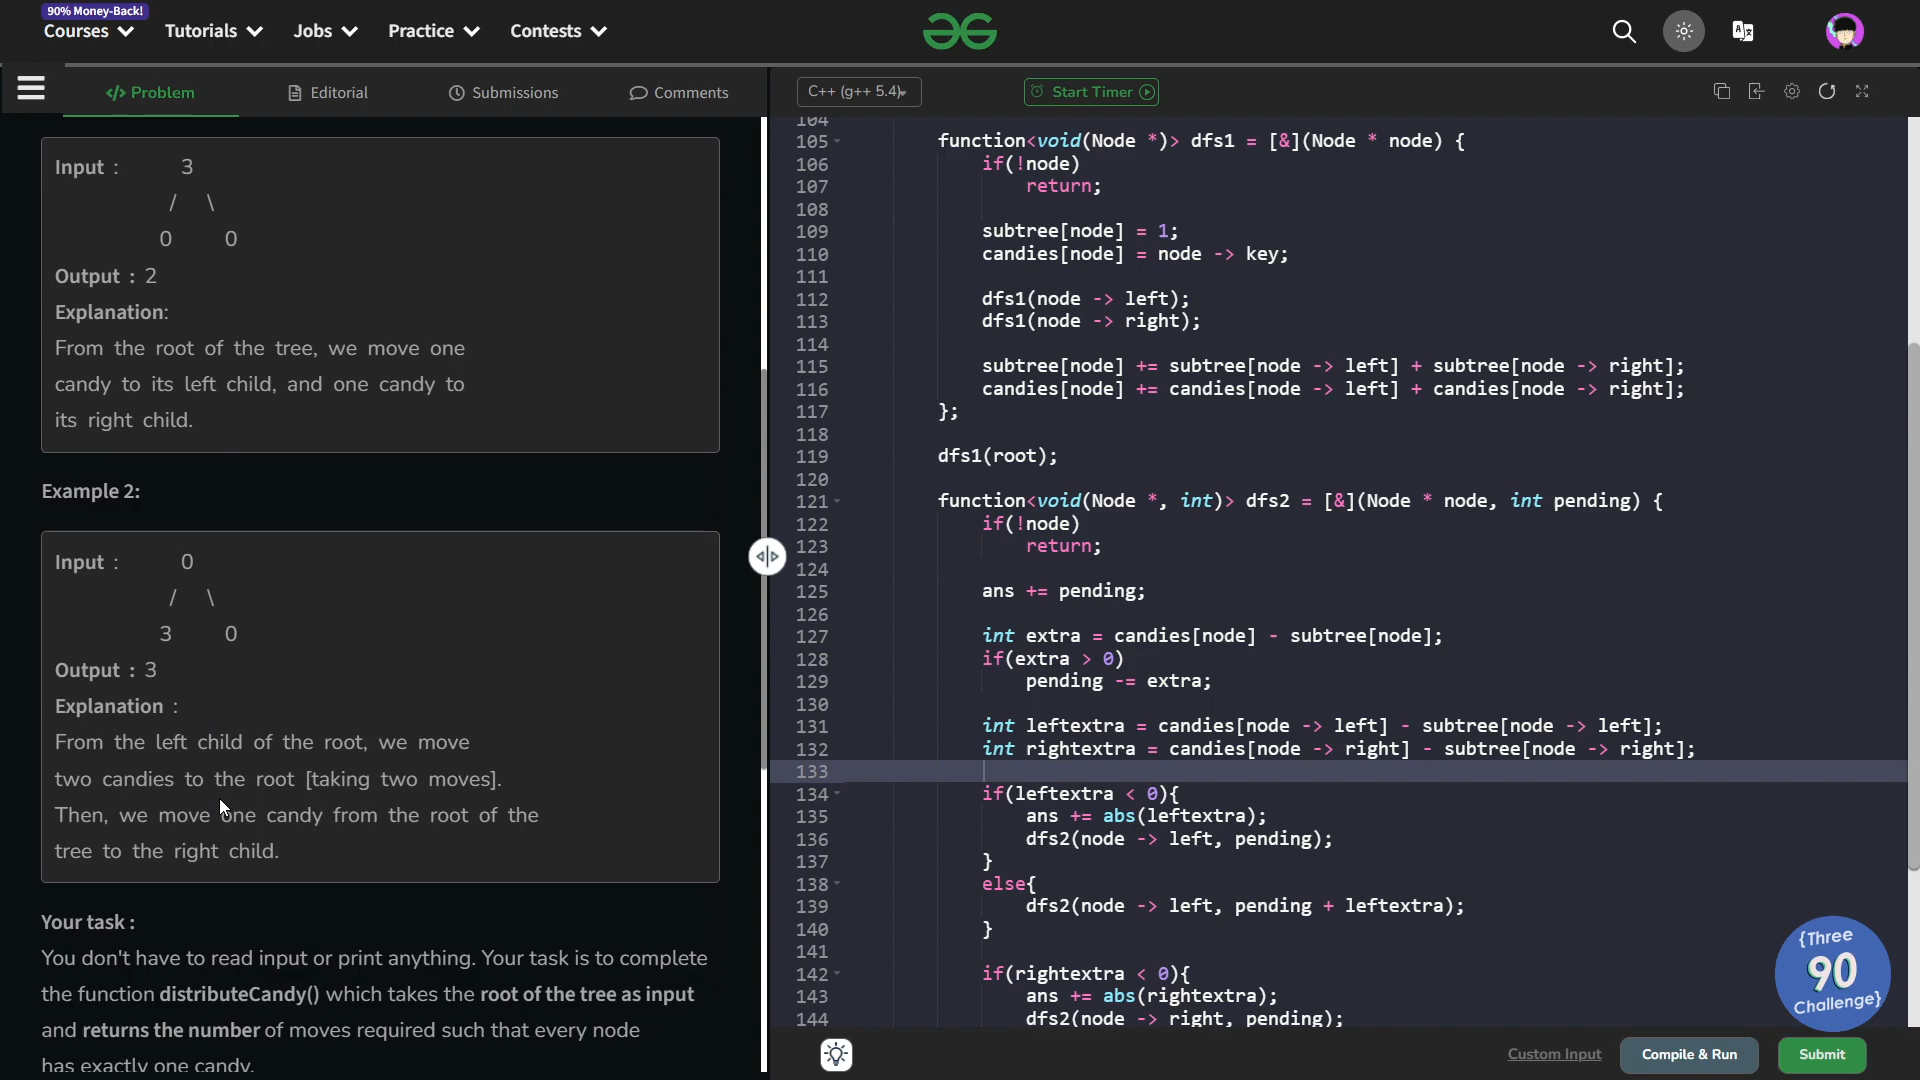 90% Money-Back!
Courses Tutorials Jobs Practice Contests
</> Problem Editorial Submissions Comments
Input : 3
/ \
0 0
Output : 2
Explanation:
From the root of the tree, we move one
candy to its left child, and one candy to
its right child.
Example 2:
Input : 0
/ \
3 0
Output : 3
Explanation :
From the left child of the root, we move
two candies to the root [taking two moves].
Then, we move one candy from the root of the
tree to the right child.
Your task :
You don't have to read input or print anything. Your task is to complete
the function distributeCandy() which takes the root of the tree as input
and returns the number of moves required such that every node
has exactly one candy.
C++ (g++ 5.4) Start Timer
104
105 function<void(Node *)> dfs1 = [&](Node * node) {
106 if(!node)
107 return;
108
109 subtree[node] = 1;
110 candies[node] = node -> key;
111
112 dfs1(node -> left);
113 dfs1(node -> right);
114
115 subtree[node] += subtree[node -> left] + subtree[node -> right];
116 candies[node] += candies[node -> left] + candies[node -> right];
117 };
118
119 dfs1(root);
120
121 function<void(Node *, int)> dfs2 = [&](Node * node, int pending) {
122 if(!node)
123 return;
124
125 ans += pending;
126
127 int extra = candies[node] - subtree[node];
128 if(extra > 0)
129 pending -= extra;
130
131 int leftextra = candies[node -> left] - subtree[node -> left];
132 int rightextra = candies[node -> right] - subtree[node -> right];
133
134 if(leftextra < 0){
135 ans += abs(leftextra);
136 dfs2(node -> left, pending);
137 }
138 else{
139 dfs2(node -> left, pending + leftextra);
140 }
141
142 if(rightextra < 0){
143 ans += abs(rightextra);
144 dfs2(node -> right, pending);
{Three
90
Challenge}
Custom Input Compile & Run Submit